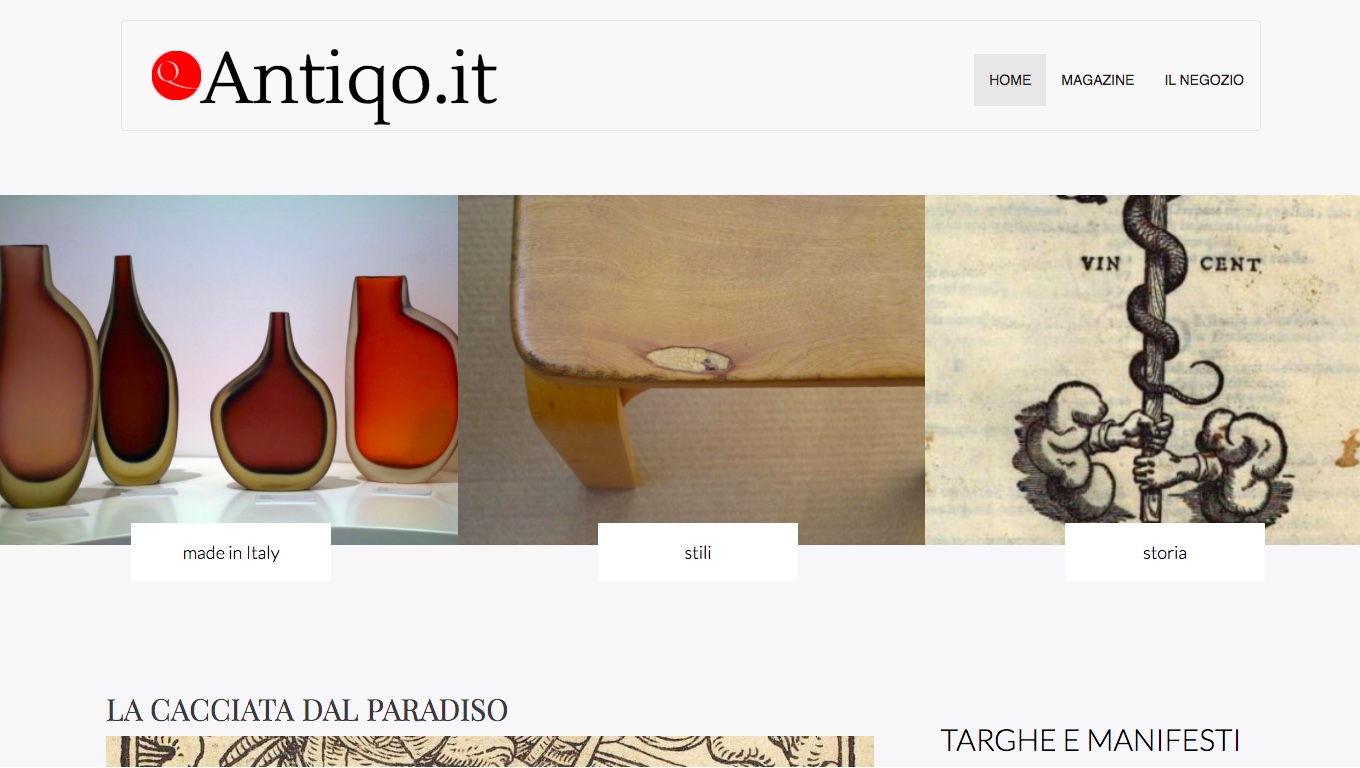 Q Antiqo.it
HOME MAGAZINE IL NEGOZIO
VIN CENT.
made in Italy
stili
storia
LA CACCIATA DAL PARADISO
TARGHE E MANIFESTI